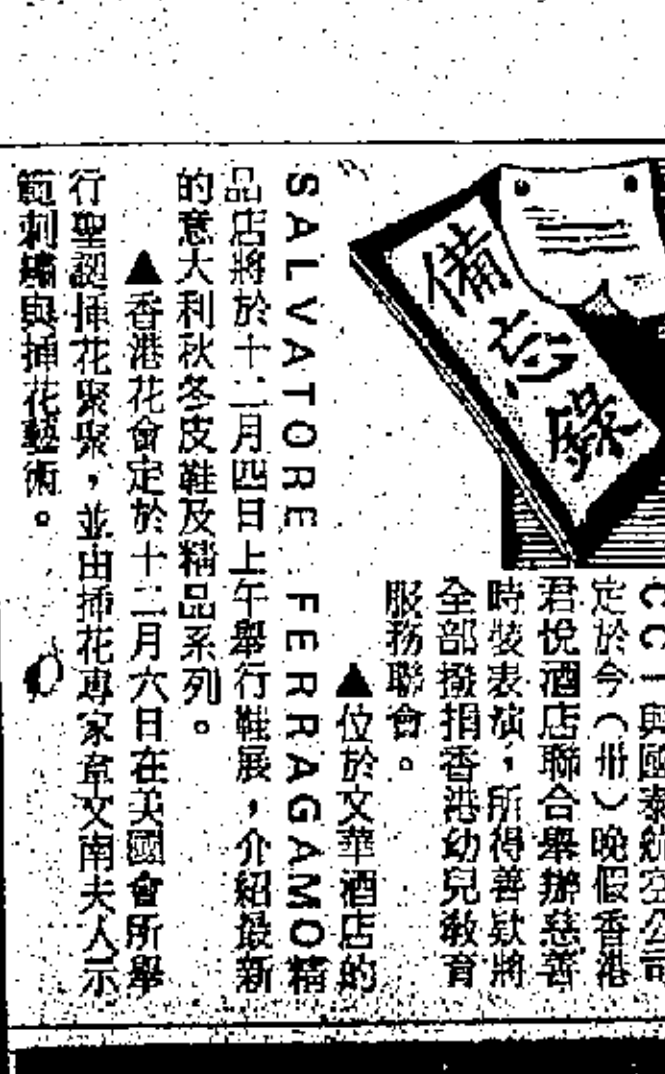 備忘錄
CCI與國泰航空公司
定於今（卅）晚假香港
君悅酒店聯合舉辦慈善
時裝表演，所得善款將
全部撥捐香港幼兒教育
服務聯會。
▲位於文華酒店的
SALVATORE FERRAGAMO精
品店將於十二月四日上午舉行鞋展，介紹最新
的意大利秋冬皮鞋及精品系列。
▲香港花會定於十二月六日在美國會所舉
行聖誕插花聚聚，並由插花專家韋文南夫人示
範刺繡與插花藝術。